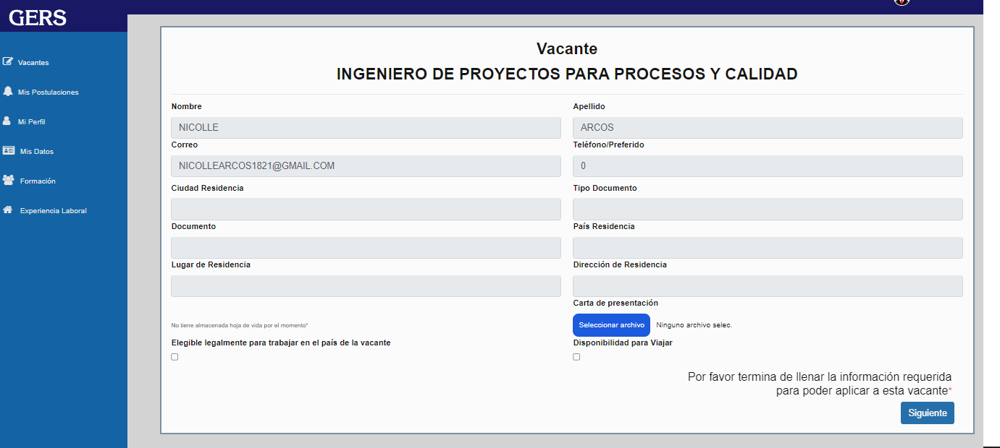 GERS
Vacantes
Mis Postulaciones
Mi Perfil
Mis Datos
Formación
Experiencia Laboral
Vacante
INGENIERO DE PROYECTOS PARA PROCESOS Y CALIDAD
Nombre
Apellido
NICOLLE
ARCOS
Correo
Teléfono/Preferido
NICOLLEARCOS1821@GMAIL.COM
0
Ciudad Residencia
Tipo Documento
Documento
País Residencia
Lugar de Residencia
Dirección de Residencia
Carta de presentación
No tiene almacenada hoja de vida por el momento*
Seleccionar archivo
Ninguno archivo selec.
Elegible legalmente para trabajar en el país de la vacante
Disponibilidad para Viajar
Por favor termina de llenar la información requerida
para poder aplicar a esta vacante*
Siguiente